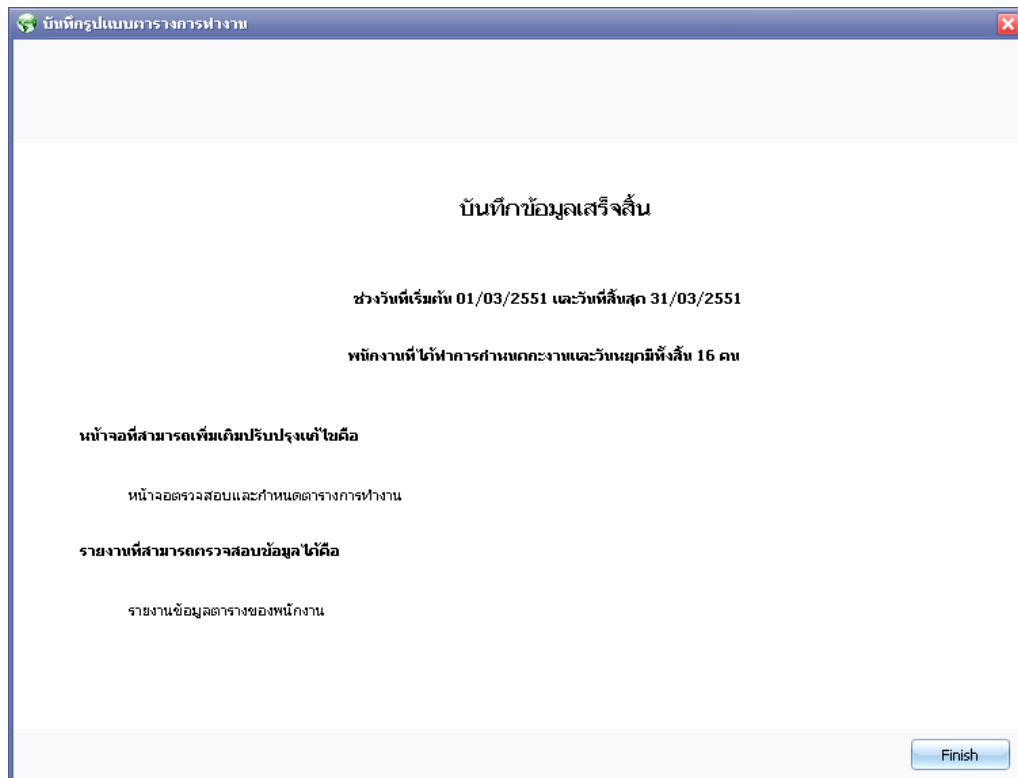 บันทึกรูปแบบตารางการทำงาน
บันทึกข้อมูลเสร็จสิ้น
ช่วงวันที่เริ่มต้น 01/03/2551 และวันที่สิ้นสุด 31/03/2551
พนักงานที่ได้ทำการกำหนดกะงานและวันหยุดมีทั้งสิ้น 16 คน
หน้าจอที่สามารถเพิ่มเติมปรับปรุงแก้ไขคือ
หน้าจอตรวจสอบและกำหนดตารางการทำงาน
รายงานที่สามารถตรวจสอบข้อมูลได้คือ
รายงานข้อมูลตารางของพนักงาน
Finish